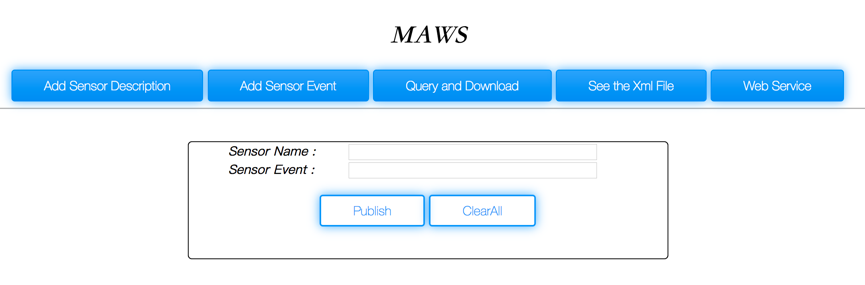 MAWS
Add Sensor Description Add Sensor Event Query and Download See the Xml File Web Service
Sensor Name :
Sensor Event :
Publish ClearAll